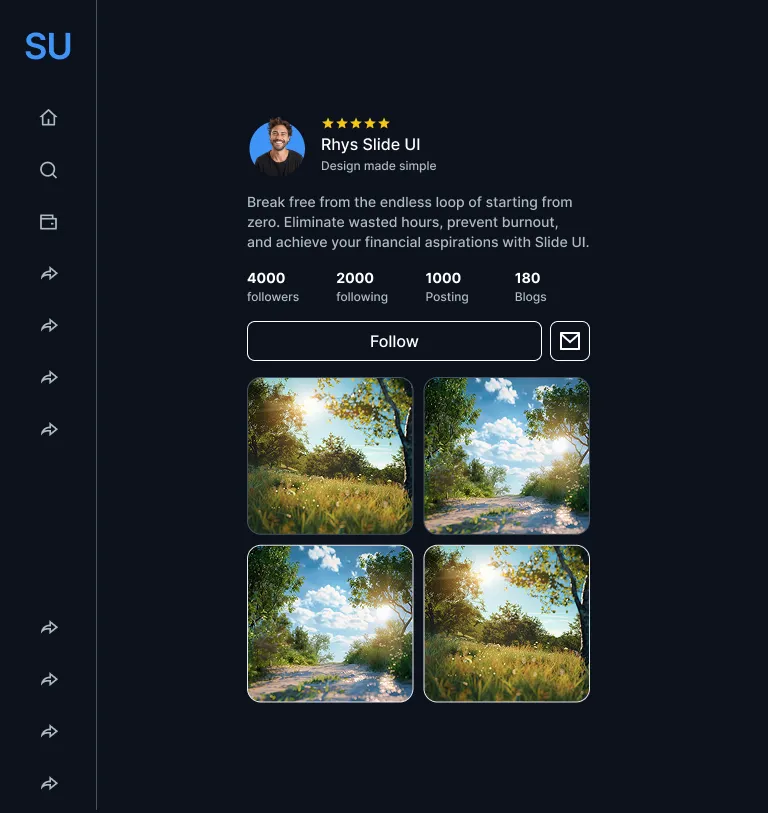 SU
Rhys Slide UI
Design made simple
Break free from the endless loop of starting from
zero. Eliminate wasted hours, prevent burnout,
and achieve your financial aspirations with Slide UI.
4000 2000 1000 180
followers following Posting Blogs
Follow